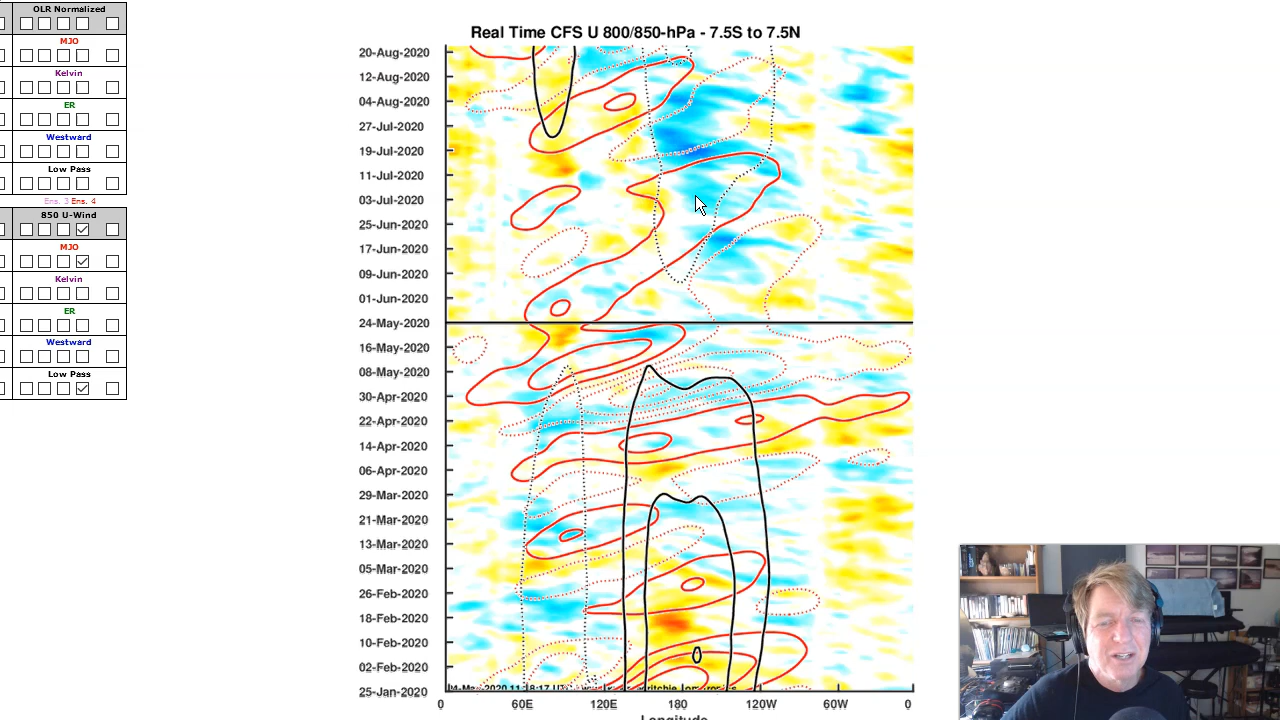 OLR Normalized
MJO
Kelvin
ER
Westward
Low Pass
Ens. 3 Ens. 4
850 U-Wind
MJO
Kelvin
ER
Westward
Low Pass
Real Time CFS U 800/850-hPa - 7.5S to 7.5N
20-Aug-2020
12-Aug-2020
04-Aug-2020
27-Jul-2020
19-Jul-2020
11-Jul-2020
03-Jul-2020
25-Jun-2020
17-Jun-2020
09-Jun-2020
01-Jun-2020
24-May-2020
16-May-2020
08-May-2020
30-Apr-2020
22-Apr-2020
14-Apr-2020
06-Apr-2020
29-Mar-2020
21-Mar-2020
13-Mar-2020
05-Mar-2020
26-Feb-2020
18-Feb-2020
10-Feb-2020
02-Feb-2020
25-Jan-2020
0 60E 120E 180 120W 60W 0
Longitude